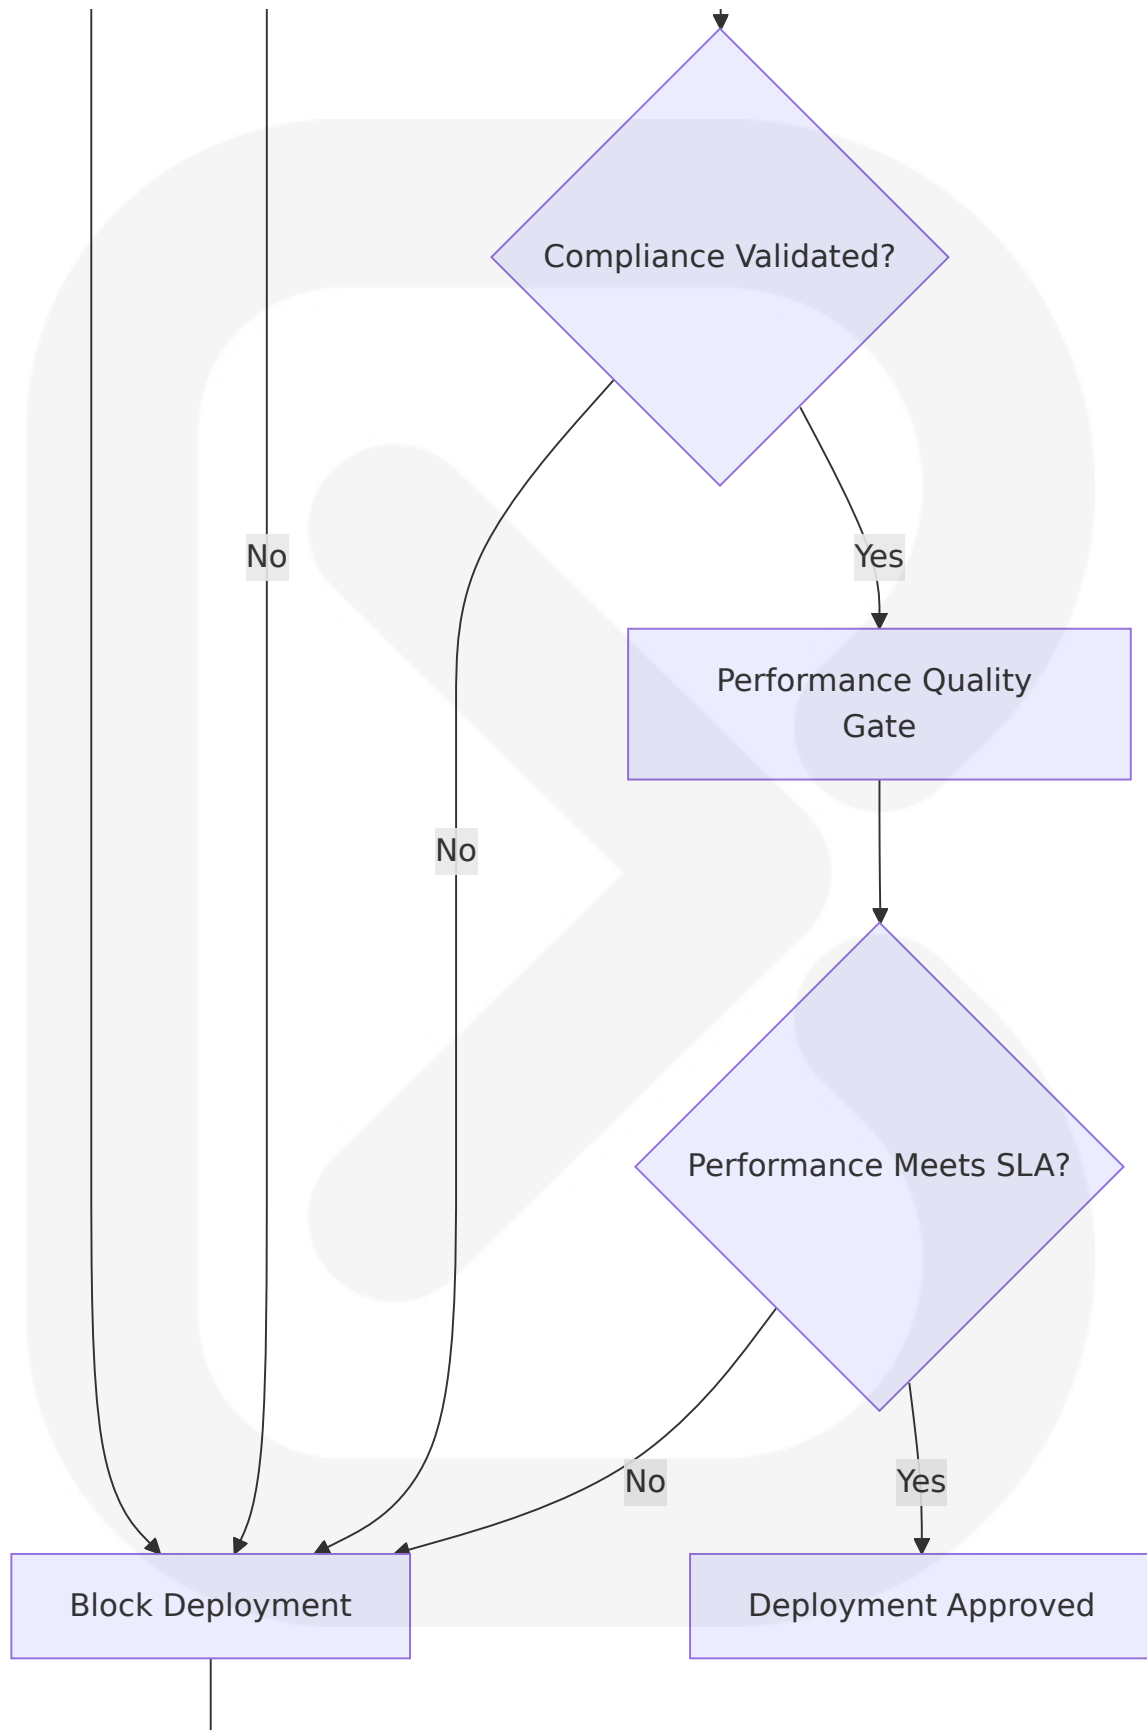 Compliance Validated?
No
Yes
Performance Quality
Gate
No
Performance Meets SLA?
No
Yes
Block Deployment
Deployment Approved